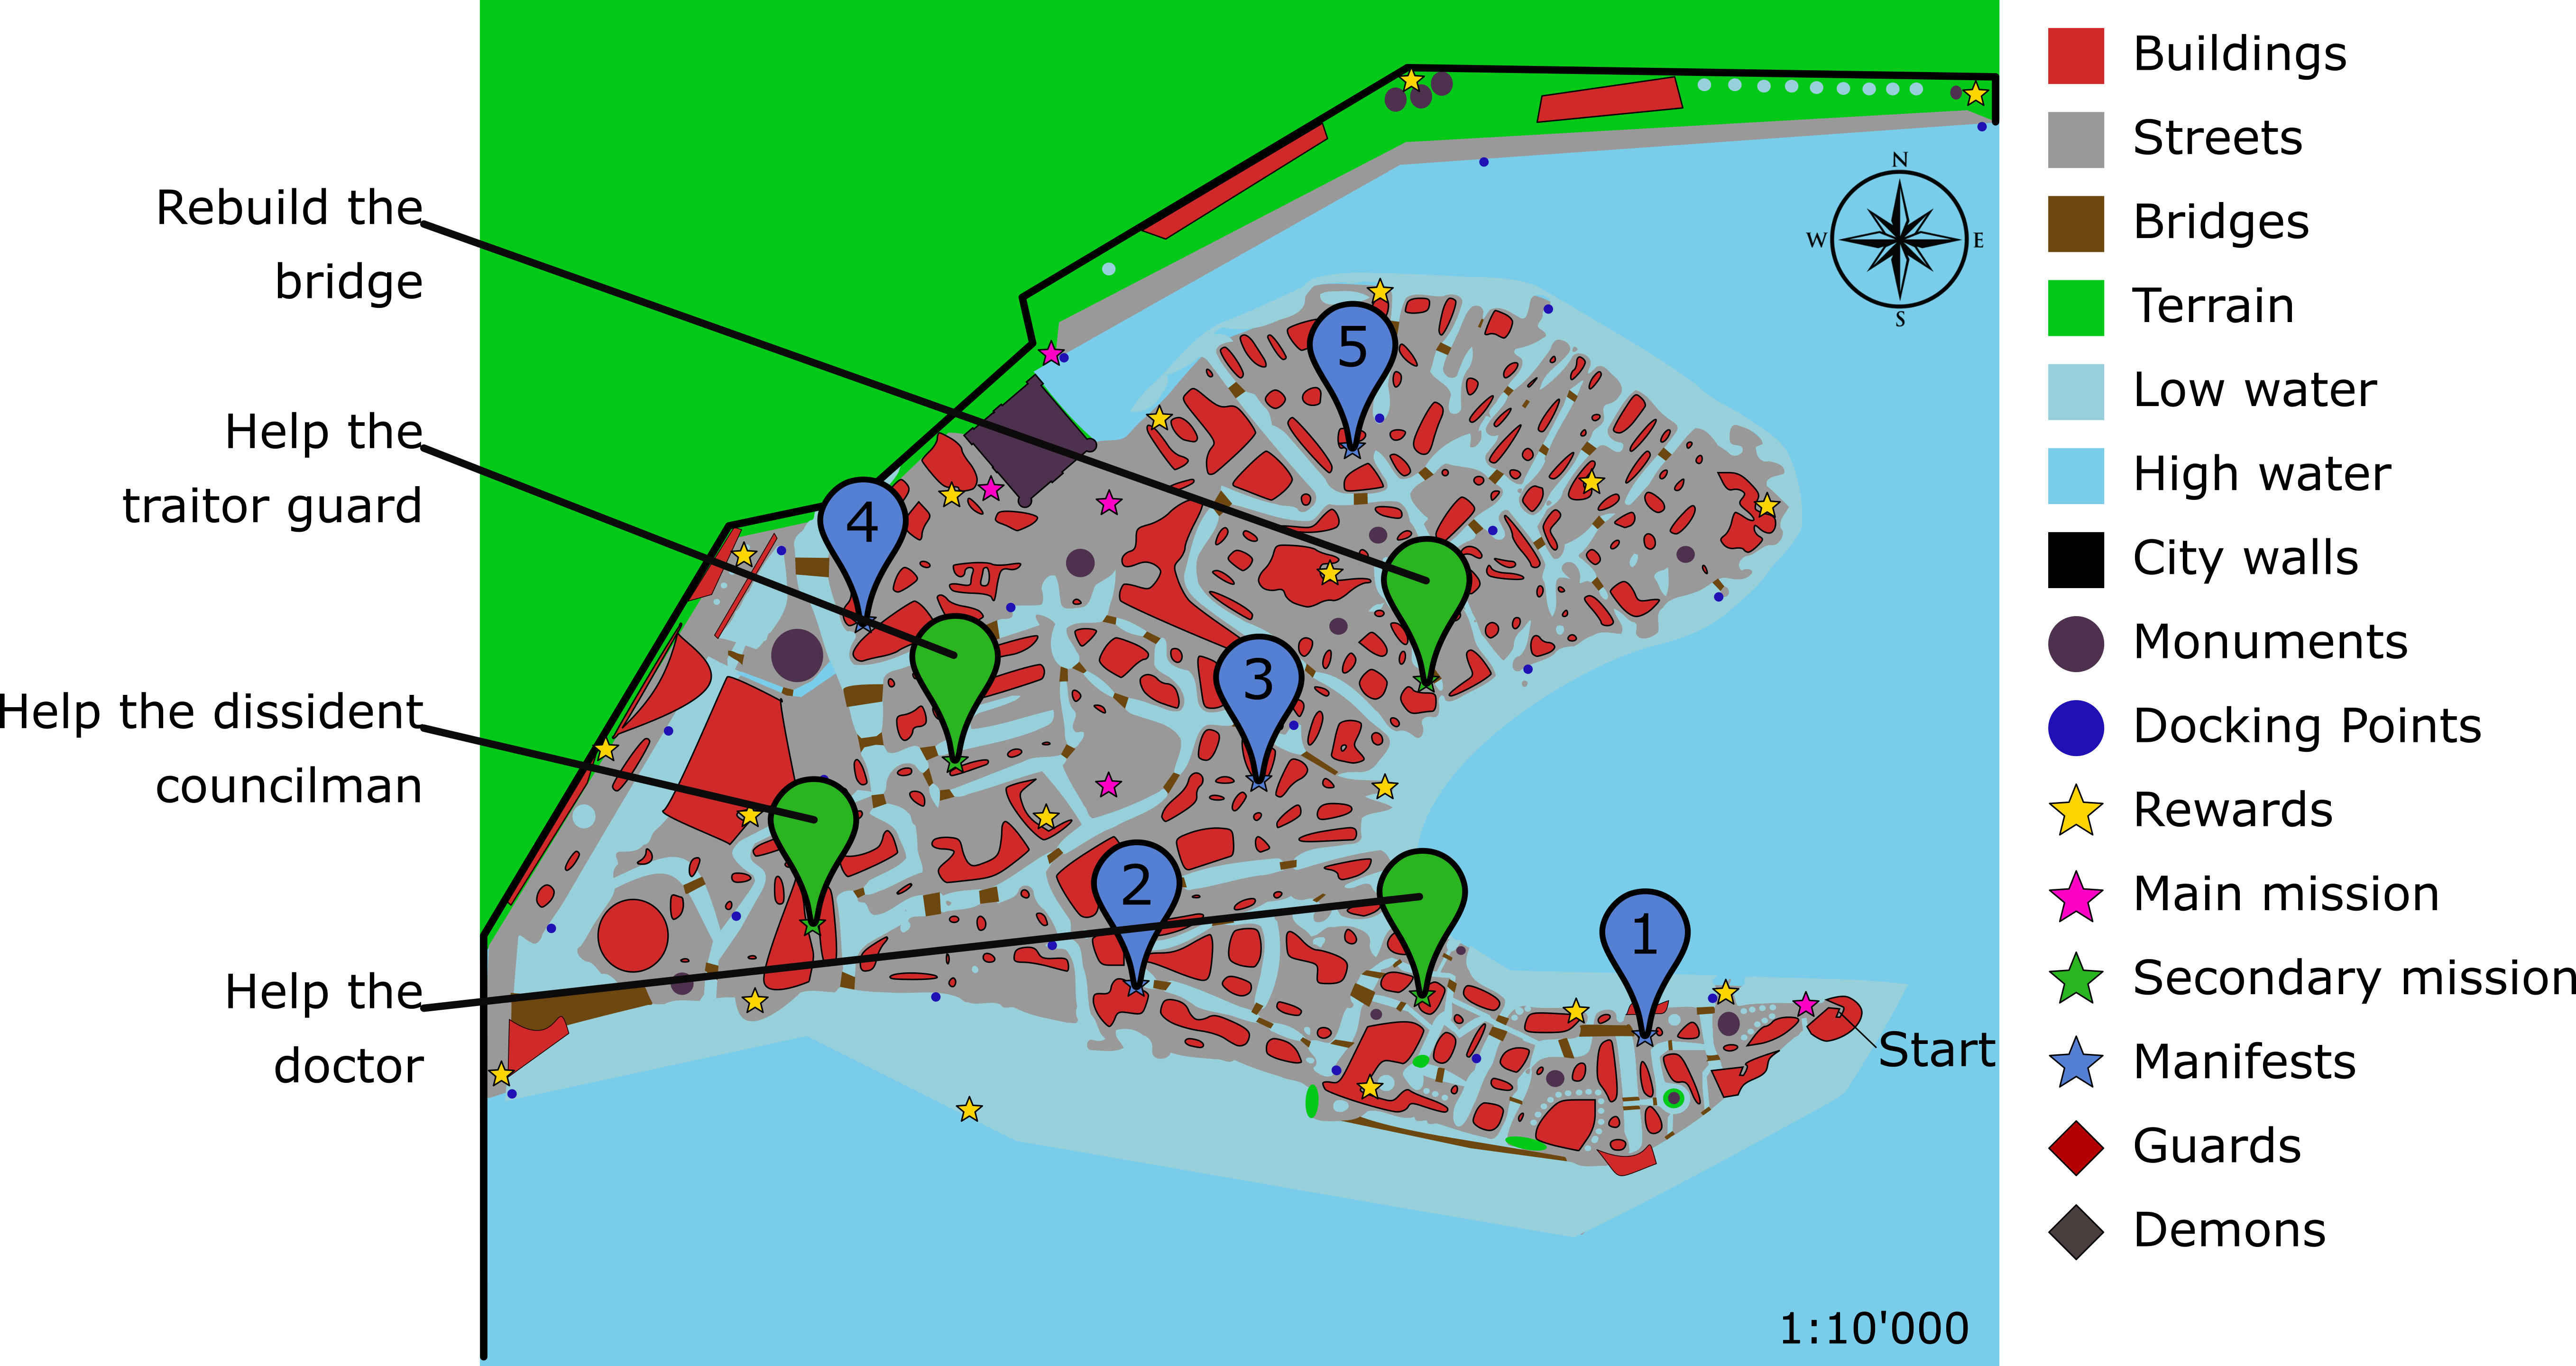 Rebuild the
bridge
Help the
traitor guard
Help the dissident
councilman
Help the
doctor
N
W
E
S
5
4
3
2
1
Start
1:10'000
Buildings
Streets
Bridges
Terrain
Low water
High water
City walls
Monuments
Docking Points
Rewards
Main mission
Secondary mission
Manifests
Guards
Demons